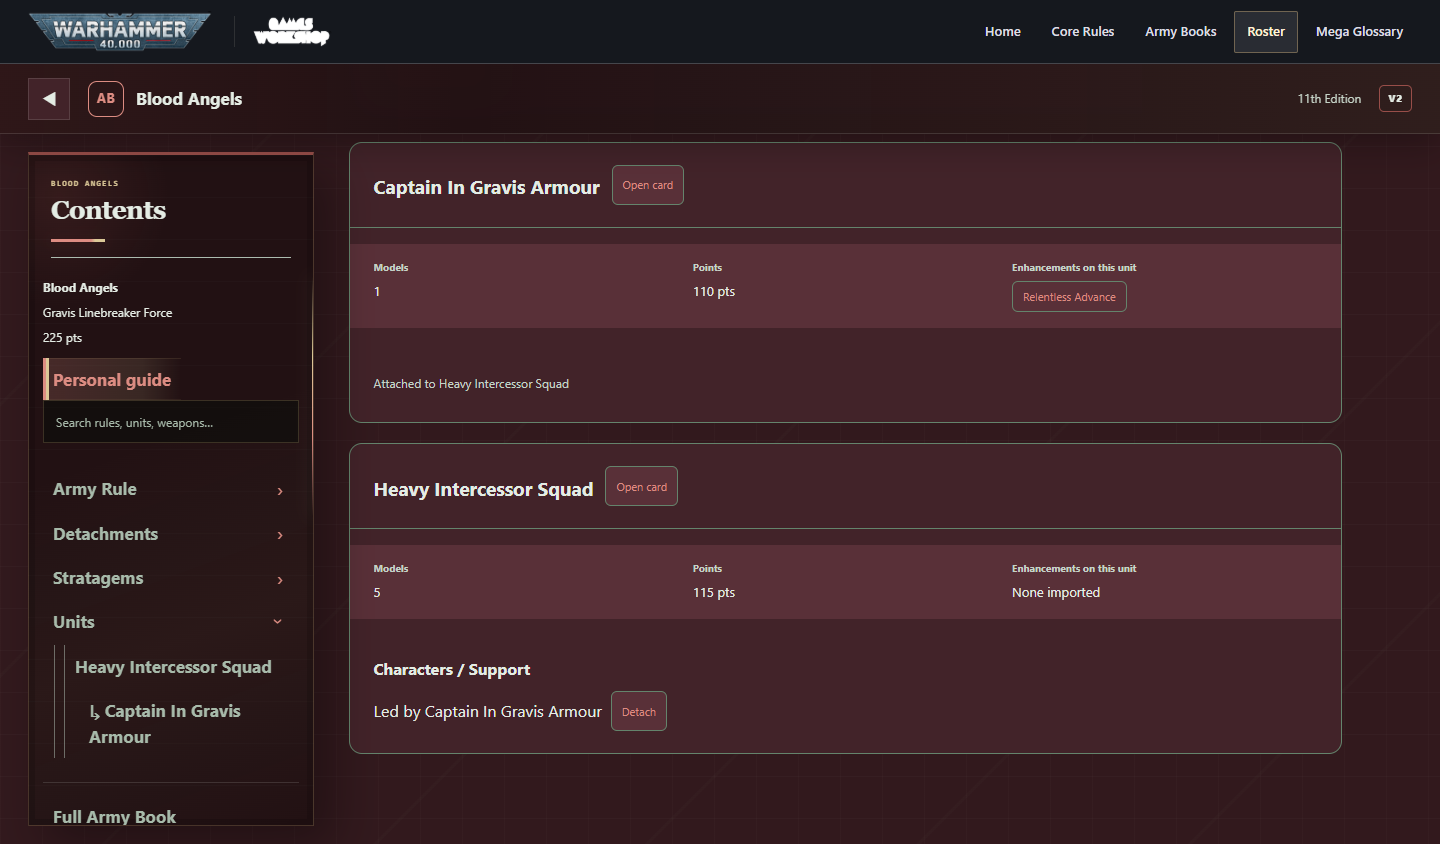 WARHAMMER
40,000
GAMES
WORKSHOP
Home
Core Rules
Army Books
Roster
Mega Glossary
◀
AB
Blood Angels
11th Edition
V2
BLOOD ANGELS
Contents
Blood Angels
Gravis Linebreaker Force
225 pts
Personal guide
Search rules, units, weapons...
Army Rule
Detachments
Stratagems
Units
Heavy Intercessor Squad
↳ Captain In Gravis
Armour
Full Army Book
Captain In Gravis Armour
Open card
Models
Points
Enhancements on this unit
1
110 pts
Relentless Advance
Attached to Heavy Intercessor Squad
Heavy Intercessor Squad
Open card
Models
Points
Enhancements on this unit
5
115 pts
None imported
Characters / Support
Led by Captain In Gravis Armour
Detach